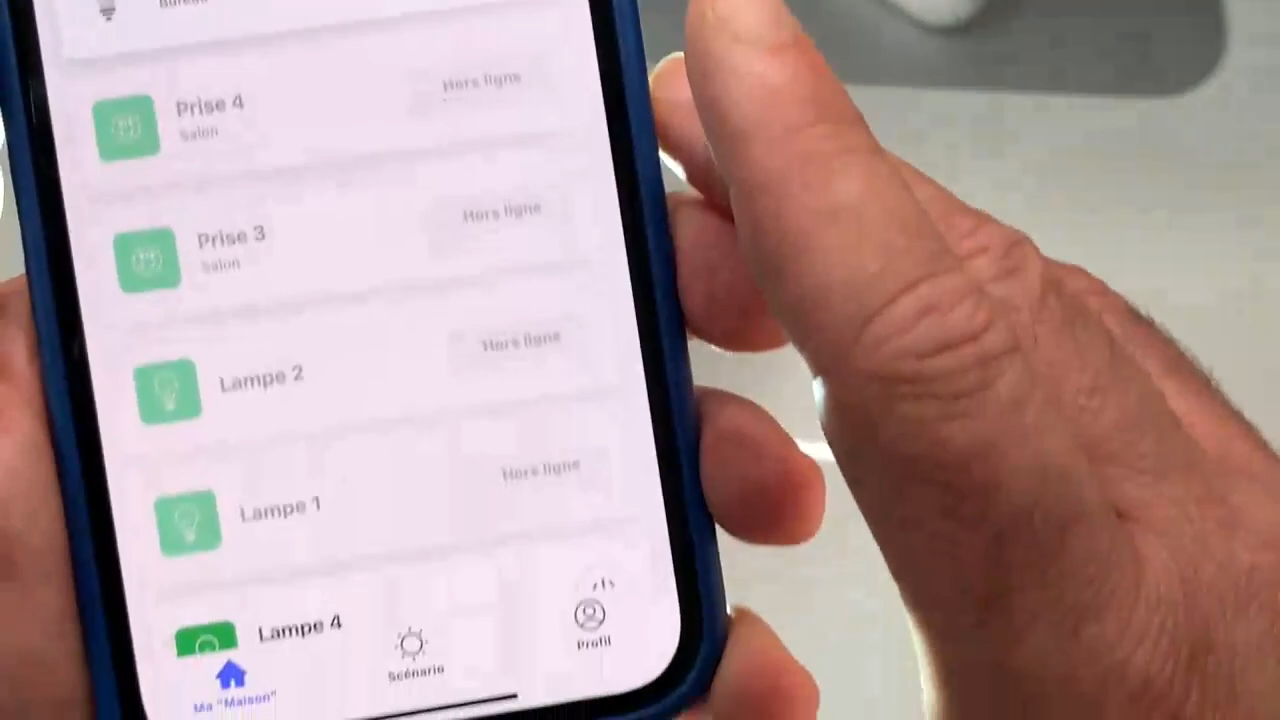 Bureau
Prise 4
Salon
Hors ligne
Prise 3
Salon
Hors ligne
Lampe 2
Hors ligne
Lampe 1
Hors ligne
Lampe 4
Ma "Maison"
Scénario
Profil